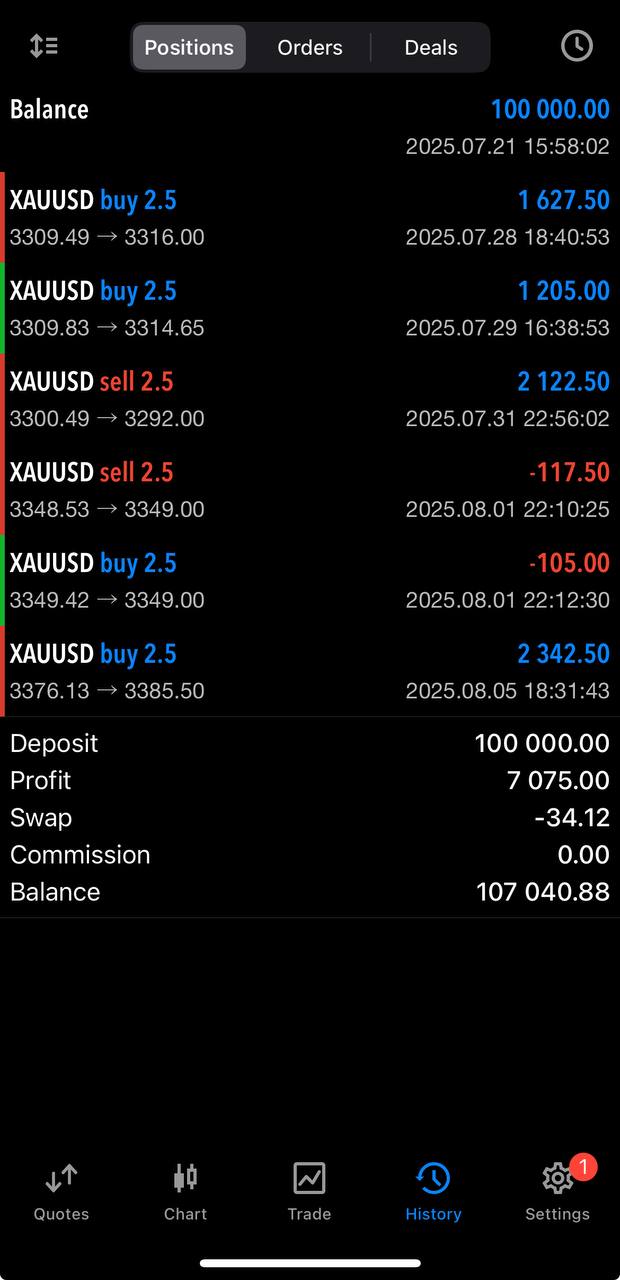 Positions Orders Deals
Balance 100 000.00
2025.07.21 15:58:02
XAUUSD buy 2.5 1 627.50
3309.49 → 3316.00 2025.07.28 18:40:53
XAUUSD buy 2.5 1 205.00
3309.83 → 3314.65 2025.07.29 16:38:53
XAUUSD sell 2.5 2 122.50
3300.49 → 3292.00 2025.07.31 22:56:02
XAUUSD sell 2.5 -117.50
3348.53 → 3349.00 2025.08.01 22:10:25
XAUUSD buy 2.5 -105.00
3349.42 → 3349.00 2025.08.01 22:12:30
XAUUSD buy 2.5 2 342.50
3376.13 → 3385.50 2025.08.05 18:31:43
Deposit 100 000.00
Profit 7 075.00
Swap -34.12
Commission 0.00
Balance 107 040.88
1
Quotes Chart Trade History Settings